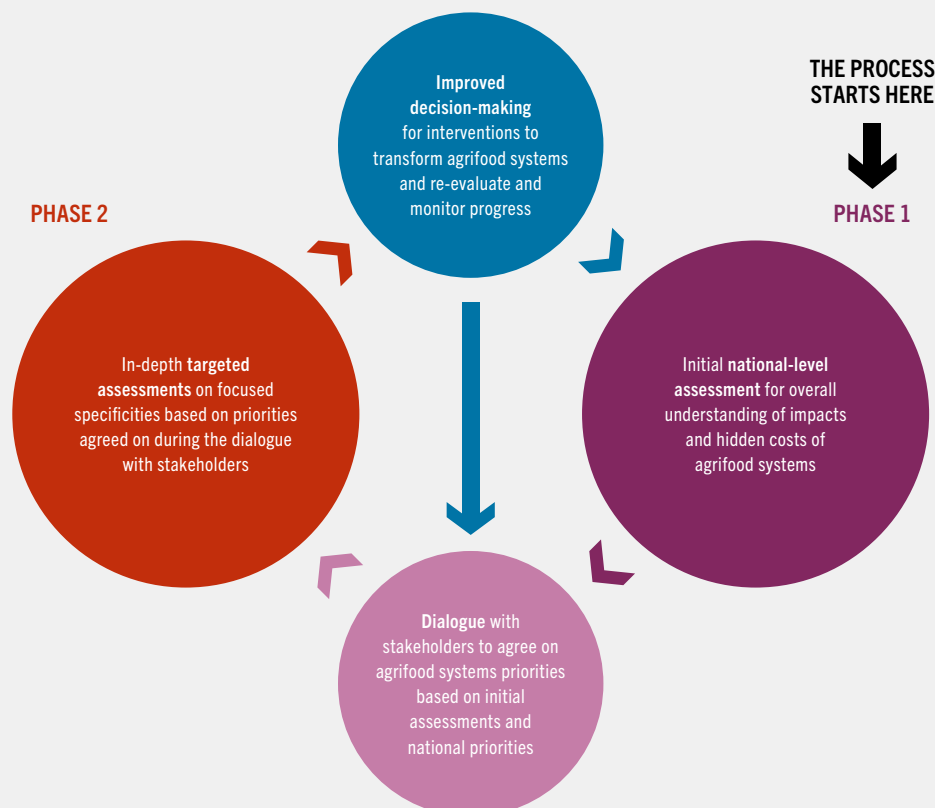 THE PROCESS
STARTS HERE
Improved
decision-making
for interventions to
transform agrifood systems
and re-evaluate and
monitor progress
PHASE 2
PHASE 1
In-depth targeted
assessments on focused
specificities based on priorities
agreed on during the dialogue
with stakeholders
Initial national-level
assessment for overall
understanding of impacts
and hidden costs of
agrifood systems
Dialogue with
stakeholders to agree on
agrifood systems priorities
based on initial
assessments and
national priorities